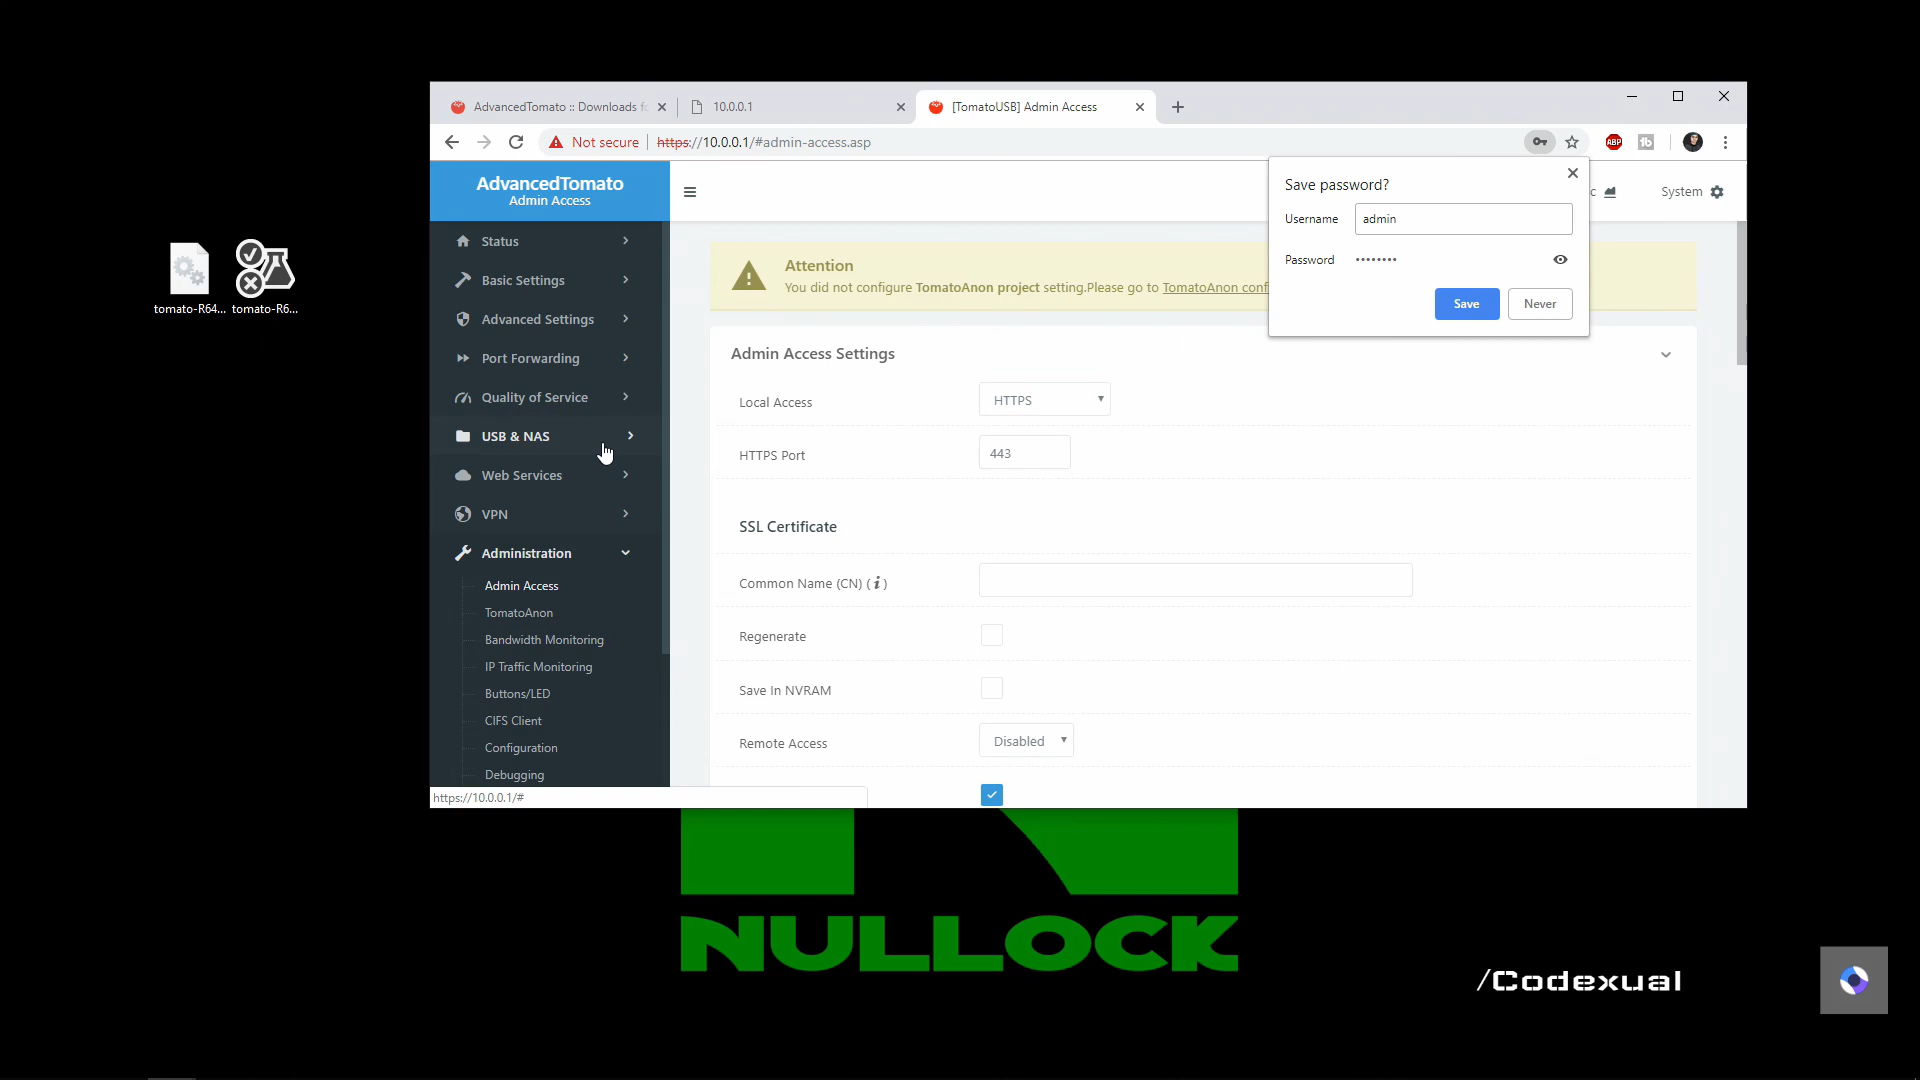 AdvancedTomato :: Downloads f
10.0.0.1
[TomatoUSB] Admin Access
Not secure
https://10.0.0.1/#admin-access.asp
ABP
tb
AdvancedTomato
Admin Access
c
System
Save password?
Username
admin
Password
••••••••
Save
Never
Status
Basic Settings
Advanced Settings
Port Forwarding
Quality of Service
USB & NAS
Web Services
VPN
Administration
Admin Access
TomatoAnon
Bandwidth Monitoring
IP Traffic Monitoring
Buttons/LED
CIFS Client
Configuration
Debugging
https://10.0.0.1/#
Attention
You did not configure TomatoAnon project setting.Please go to TomatoAnon conf
Admin Access Settings
Local Access
HTTPS
HTTPS Port
443
SSL Certificate
Common Name (CN) (i)
Regenerate
Save In NVRAM
Remote Access
Disabled
tomato-R64...
tomato-R6...
NULLOCK
/Codexual